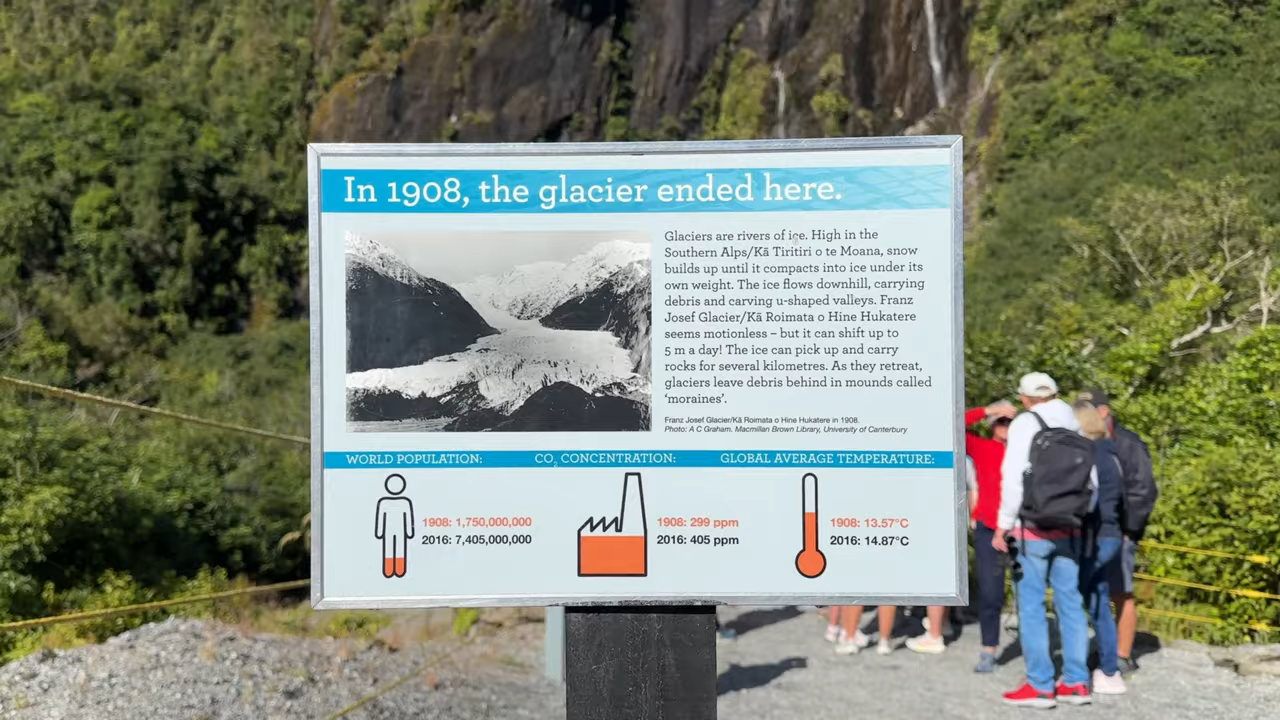 In 1908, the glacier ended here.
Glaciers are rivers of ice. High in the
Southern Alps/Kā Tiritiri o te Moana, snow
builds up until it compacts into ice under its
own weight. The ice flows downhill, carrying
debris and carving u-shaped valleys. Franz
Josef Glacier/Kā Roimata o Hine Hukatere
seems motionless – but it can shift up to
5 m a day! The ice can pick up and carry
rocks for several kilometres. As they retreat,
glaciers leave debris behind in mounds called
‘moraines’.
Franz Josef Glacier/Kā Roimata o Hine Hukatere in 1908.
Photo: A C Graham. Macmillan Brown Library, University of Canterbury
WORLD POPULATION:
1908: 1,750,000,000
2016: 7,405,000,000
CO₂ CONCENTRATION:
1908: 299 ppm
2016: 405 ppm
GLOBAL AVERAGE TEMPERATURE:
1908: 13.57°C
2016: 14.87°C